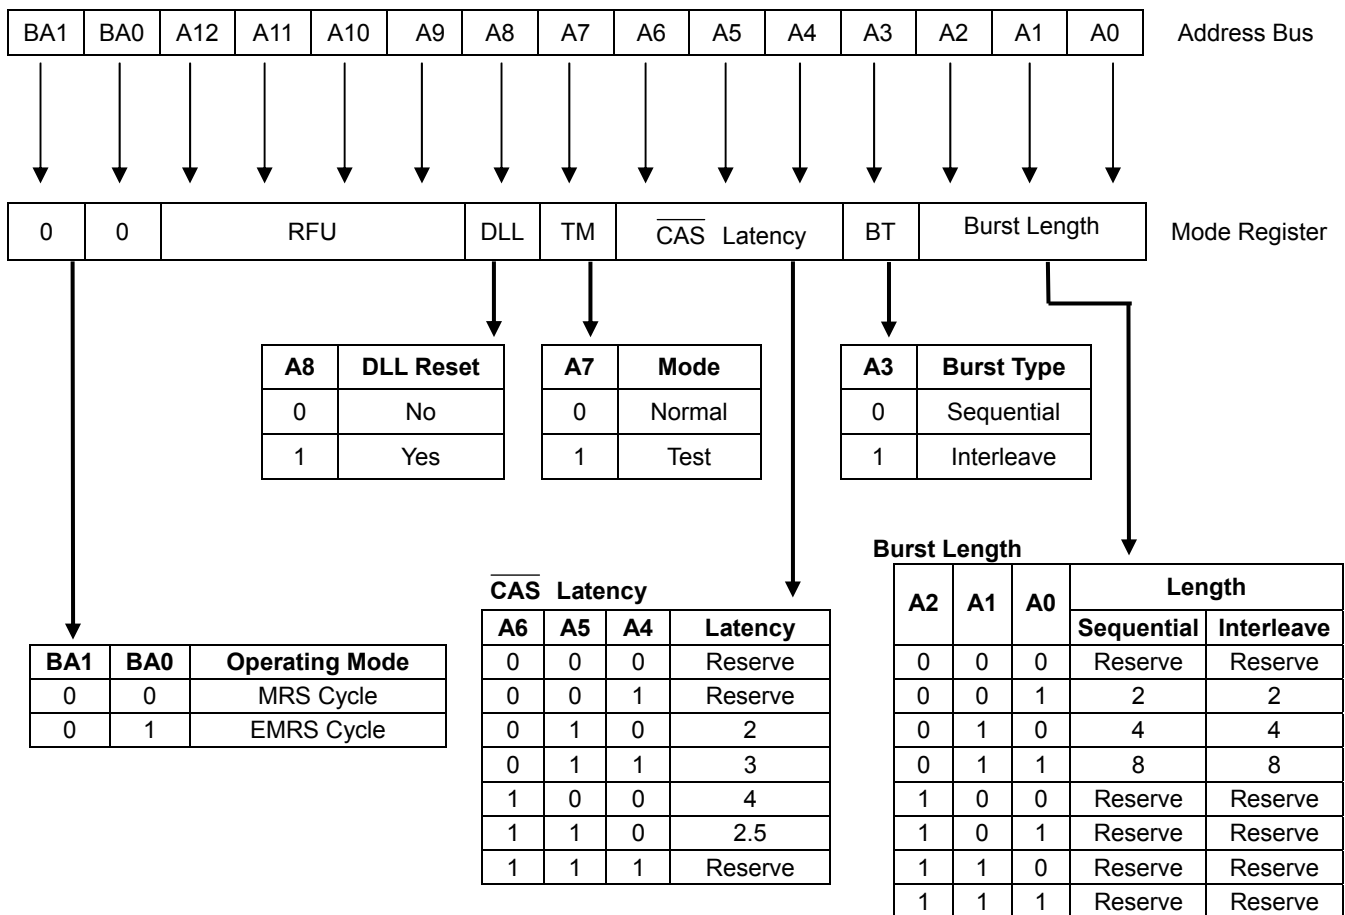 BA1 BA0 A12 A11 A10 A9 A8 A7 A6 A5 A4 A3 A2 A1 A0 Address Bus
0 0 RFU DLL TM CAS Latency BT Burst Length Mode Register
A8 DLL Reset
0 No
1 Yes
A7 Mode
0 Normal
1 Test
A3 Burst Type
0 Sequential
1 Interleave
BA1 BA0 Operating Mode
0 0 MRS Cycle
0 1 EMRS Cycle
CAS Latency
A6 A5 A4 Latency
0 0 0 Reserve
0 0 1 Reserve
0 1 0 2
0 1 1 3
1 0 0 4
1 1 0 2.5
1 1 1 Reserve
Burst Length
A2 A1 A0 Length
Sequential Interleave
0 0 0 Reserve Reserve
0 0 1 2 2
0 1 0 4 4
0 1 1 8 8
1 0 0 Reserve Reserve
1 0 1 Reserve Reserve
1 1 0 Reserve Reserve
1 1 1 Reserve Reserve